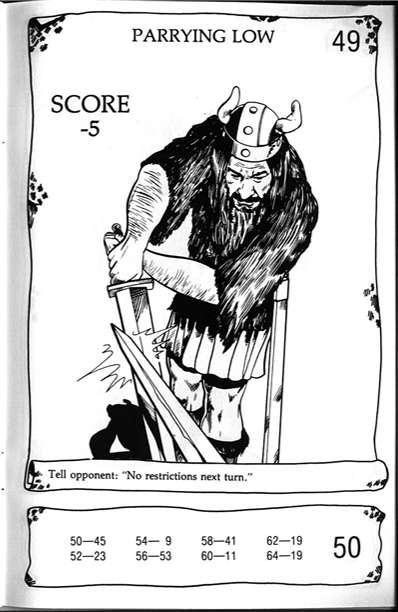 PARRYING LOW
49
SCORE
-5
Tell opponent: "No restrictions next turn."
50—45 54— 9 58—41 62—19
52—23 56—53 60—11 64—19
50